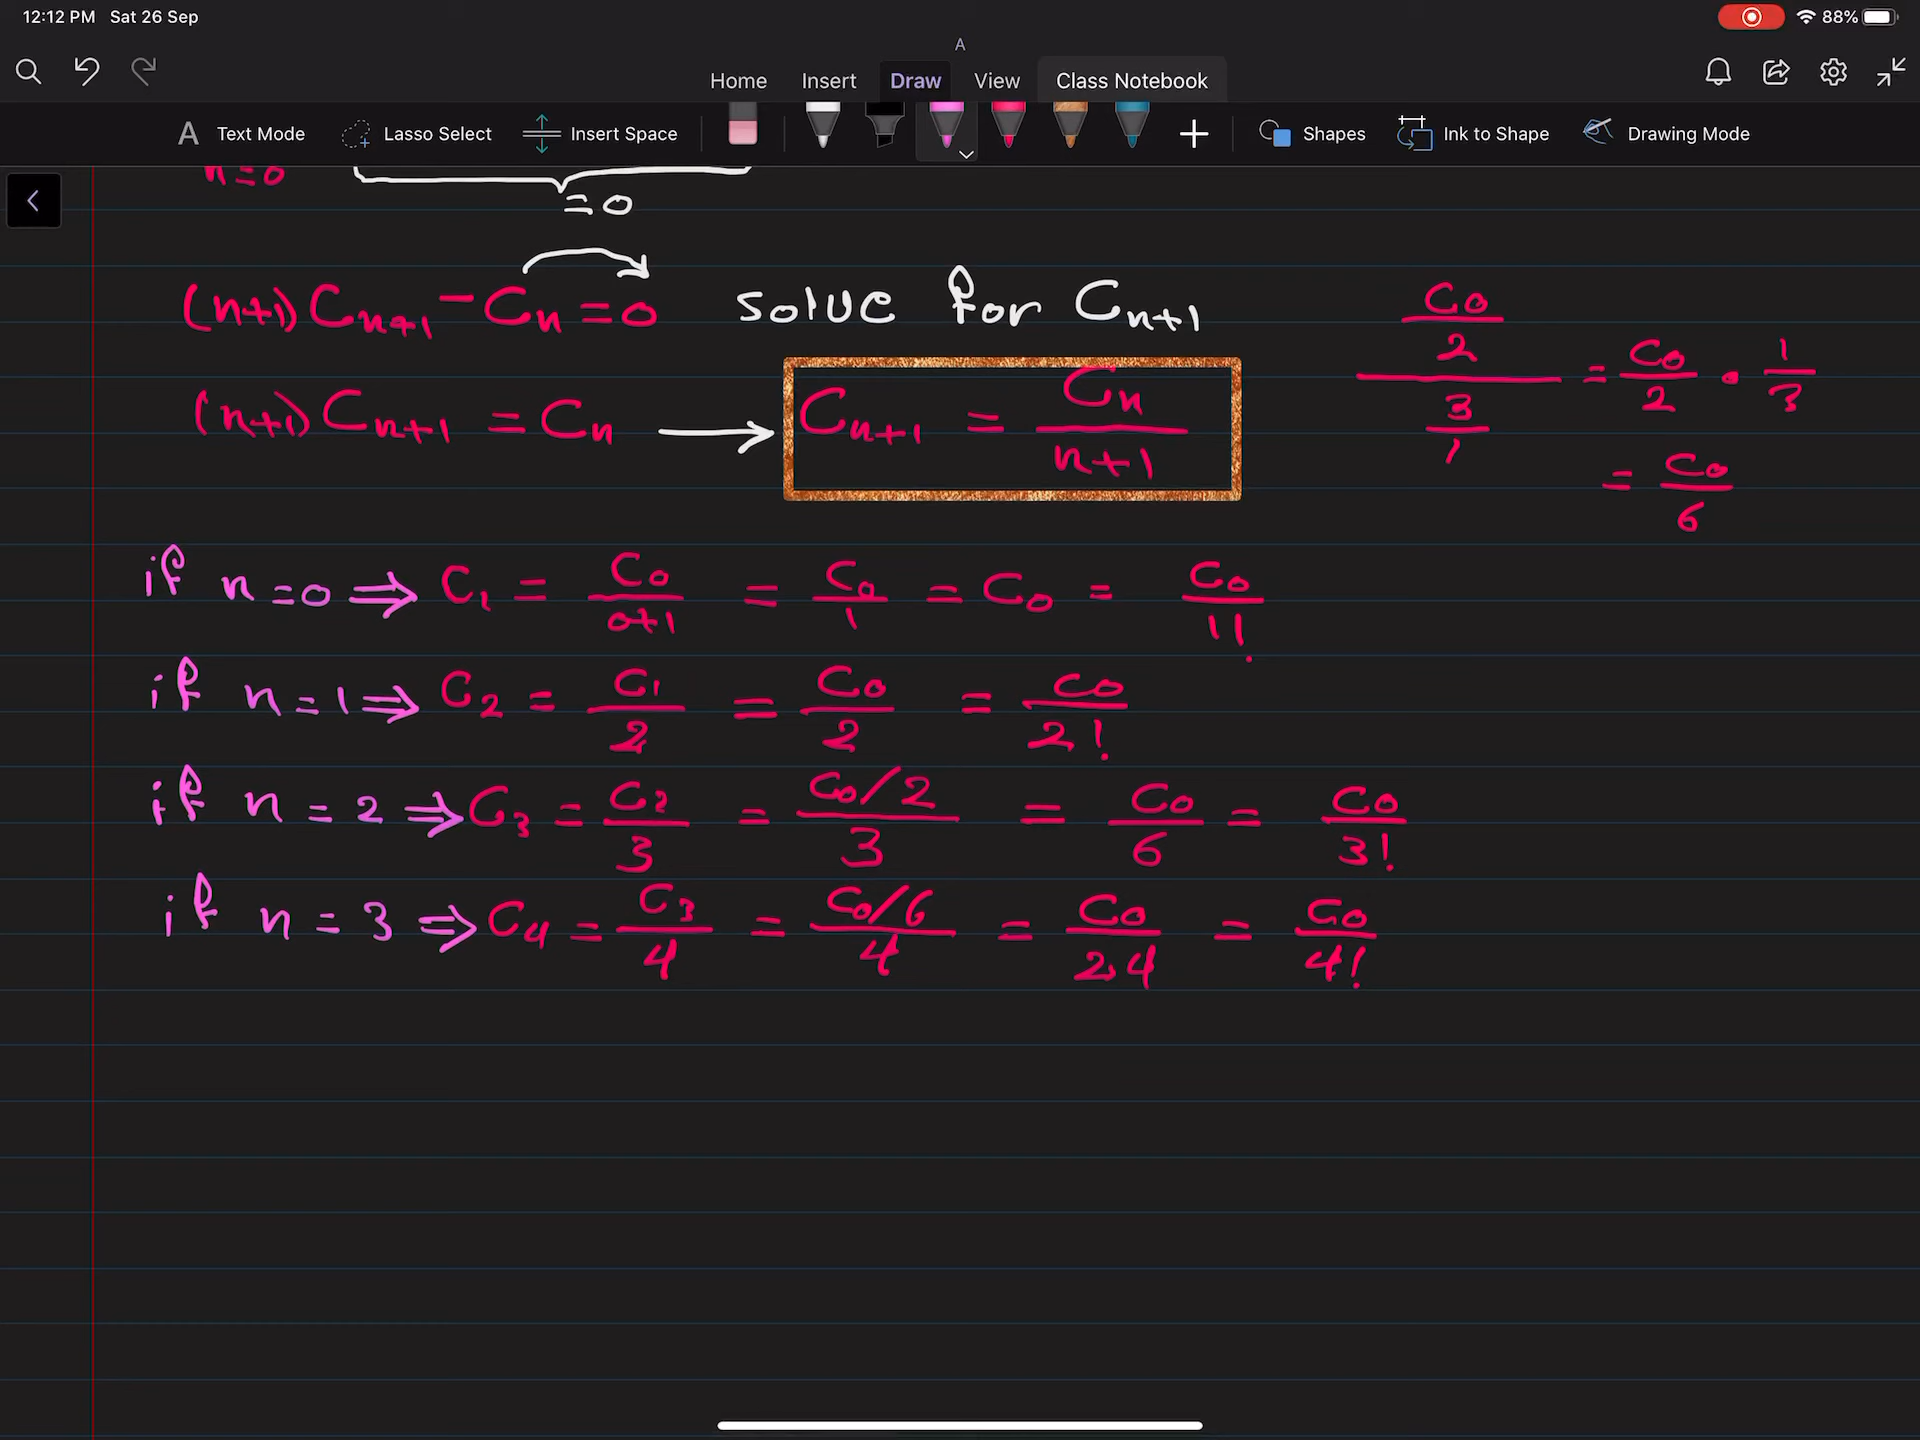 12:12 PM Sat 26 Sep 88%
A
Home Insert Draw View Class Notebook
A Text Mode Lasso Select Insert Space Shapes Ink to Shape Drawing Mode
n=0
=0
(n+1)Cₙ₊₁ - Cₙ = 0 solve for Cₙ₊₁
(n+1)Cₙ₊₁ = Cₙ → Cₙ₊₁ = Cₙ/(n+1)
(C₀/2)/(3/1) = C₀/2 · 1/3
= C₀/6
if n=0 ⇒ C₁ = C₀/(0+1) = C₀/1 = C₀ = C₀/1!
if n=1 ⇒ C₂ = C₁/2 = C₀/2 = C₀/2!
if n=2 ⇒ C₃ = C₂/3 = (C₀/2)/3 = C₀/6 = C₀/3!
if n=3 ⇒ C₄ = C₃/4 = (C₀/6)/4 = C₀/24 = C₀/4!